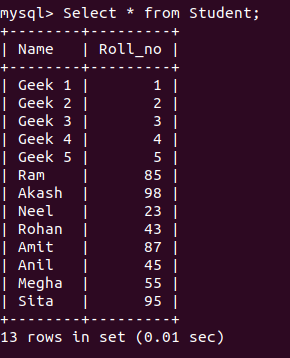 mysql> Select * from Student;
+--------+---------+
| Name   | Roll_no |
+--------+---------+
| Geek 1 |       1 |
| Geek 2 |       2 |
| Geek 3 |       3 |
| Geek 4 |       4 |
| Geek 5 |       5 |
| Ram    |      85 |
| Akash  |      98 |
| Neel   |      23 |
| Rohan  |      43 |
| Amit   |      87 |
| Anil   |      45 |
| Megha  |      55 |
| Sita   |      95 |
+--------+---------+
13 rows in set (0.01 sec)